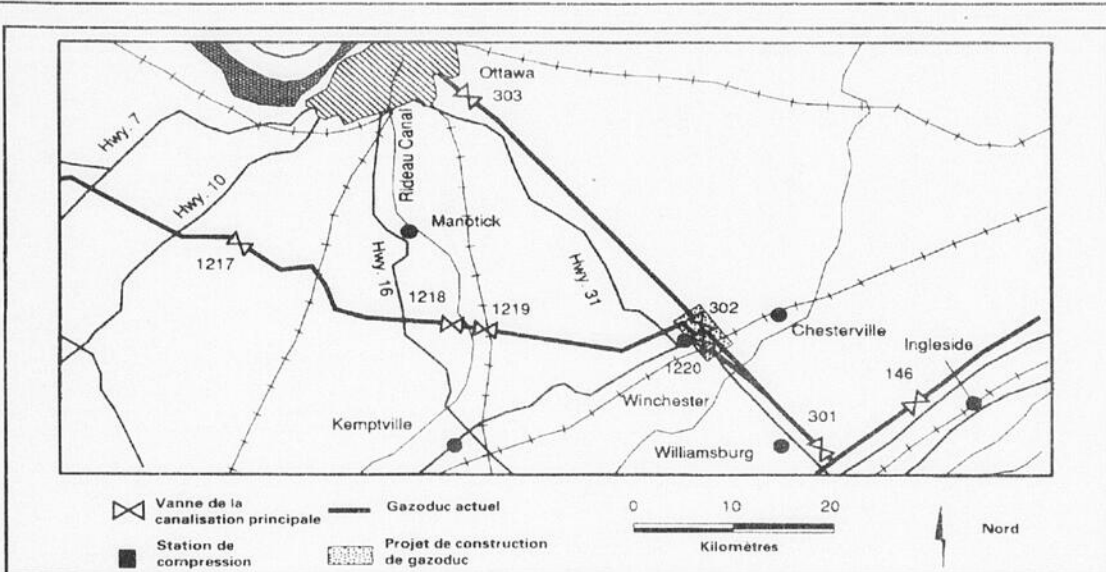 Ottawa
303
Hwy. 7
Rideau Canal
Hwy. 10
Manotick
1217
Hwy. 16
1218
1219
Hwy. 31
302
Chesterville
Ingleside
1220
146
Winchester
Kemptville
301
Williamsburg
Vanne de la
canalisation principale
Gazoduc actuel
0 10 20
Kilomètres
Nord
Station de
compression
Projet de construction
de gazoduc